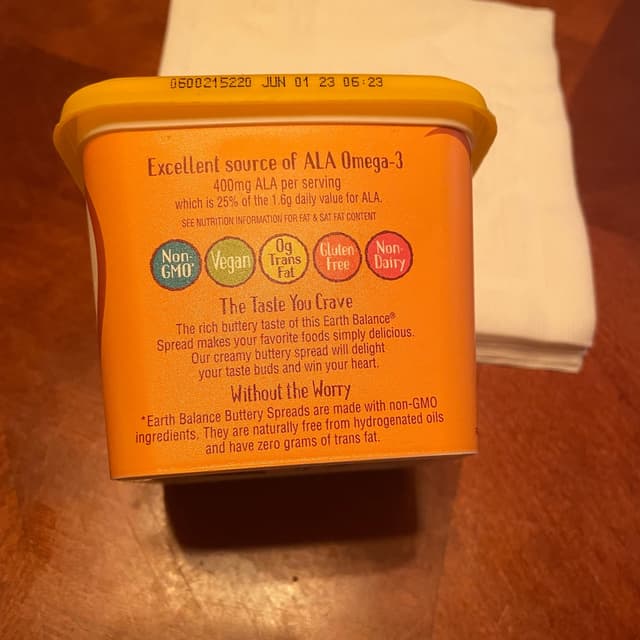 0600215220 JUN 01 23 06:23
Excellent source of ALA Omega-3
400mg ALA per serving
which is 25% of the 1.6g daily value for ALA.
SEE NUTRITION INFORMATION FOR FAT & SAT FAT CONTENT
Non-
GMO*
Vegan
0g
Trans
Fat
Gluten
Free
Non-
Dairy
The Taste You Crave
The rich buttery taste of this Earth Balance®
Spread makes your favorite foods simply delicious.
Our creamy buttery spread will delight
your taste buds and win your heart.
Without the Worry
*Earth Balance Buttery Spreads are made with non-GMO
ingredients. They are naturally free from hydrogenated oils
and have zero grams of trans fat.